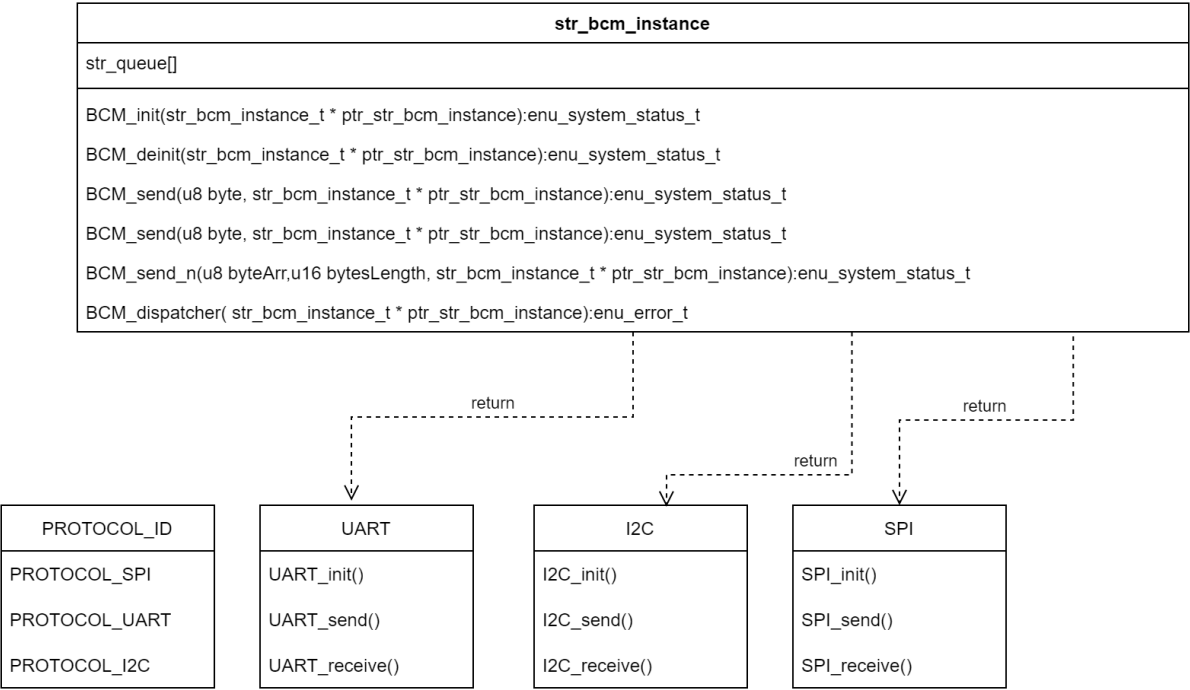 str_bcm_instance
str_queue[]
BCM_init(str_bcm_instance_t * ptr_str_bcm_instance):enu_system_status_t
BCM_deinit(str_bcm_instance_t * ptr_str_bcm_instance):enu_system_status_t
BCM_send(u8 byte, str_bcm_instance_t * ptr_str_bcm_instance):enu_system_status_t
BCM_send(u8 byte, str_bcm_instance_t * ptr_str_bcm_instance):enu_system_status_t
BCM_send_n(u8 byteArr,u16 bytesLength, str_bcm_instance_t * ptr_str_bcm_instance):enu_system_status_t
BCM_dispatcher( str_bcm_instance_t * ptr_str_bcm_instance):enu_error_t
return
return
return
PROTOCOL_ID
PROTOCOL_SPI
PROTOCOL_UART
PROTOCOL_I2C
UART
UART_init()
UART_send()
UART_receive()
I2C
I2C_init()
I2C_send()
I2C_receive()
SPI
SPI_init()
SPI_send()
SPI_receive()